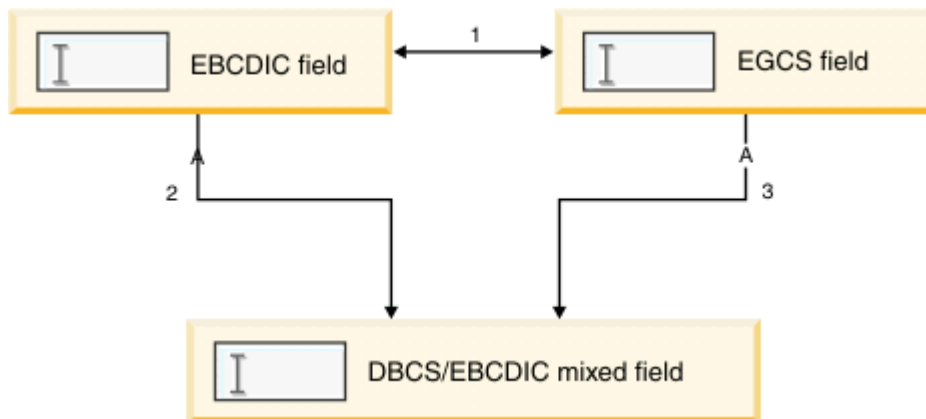 1
EBCDIC field
EGCS field
A
A
2
3
DBCS/EBCDIC mixed field